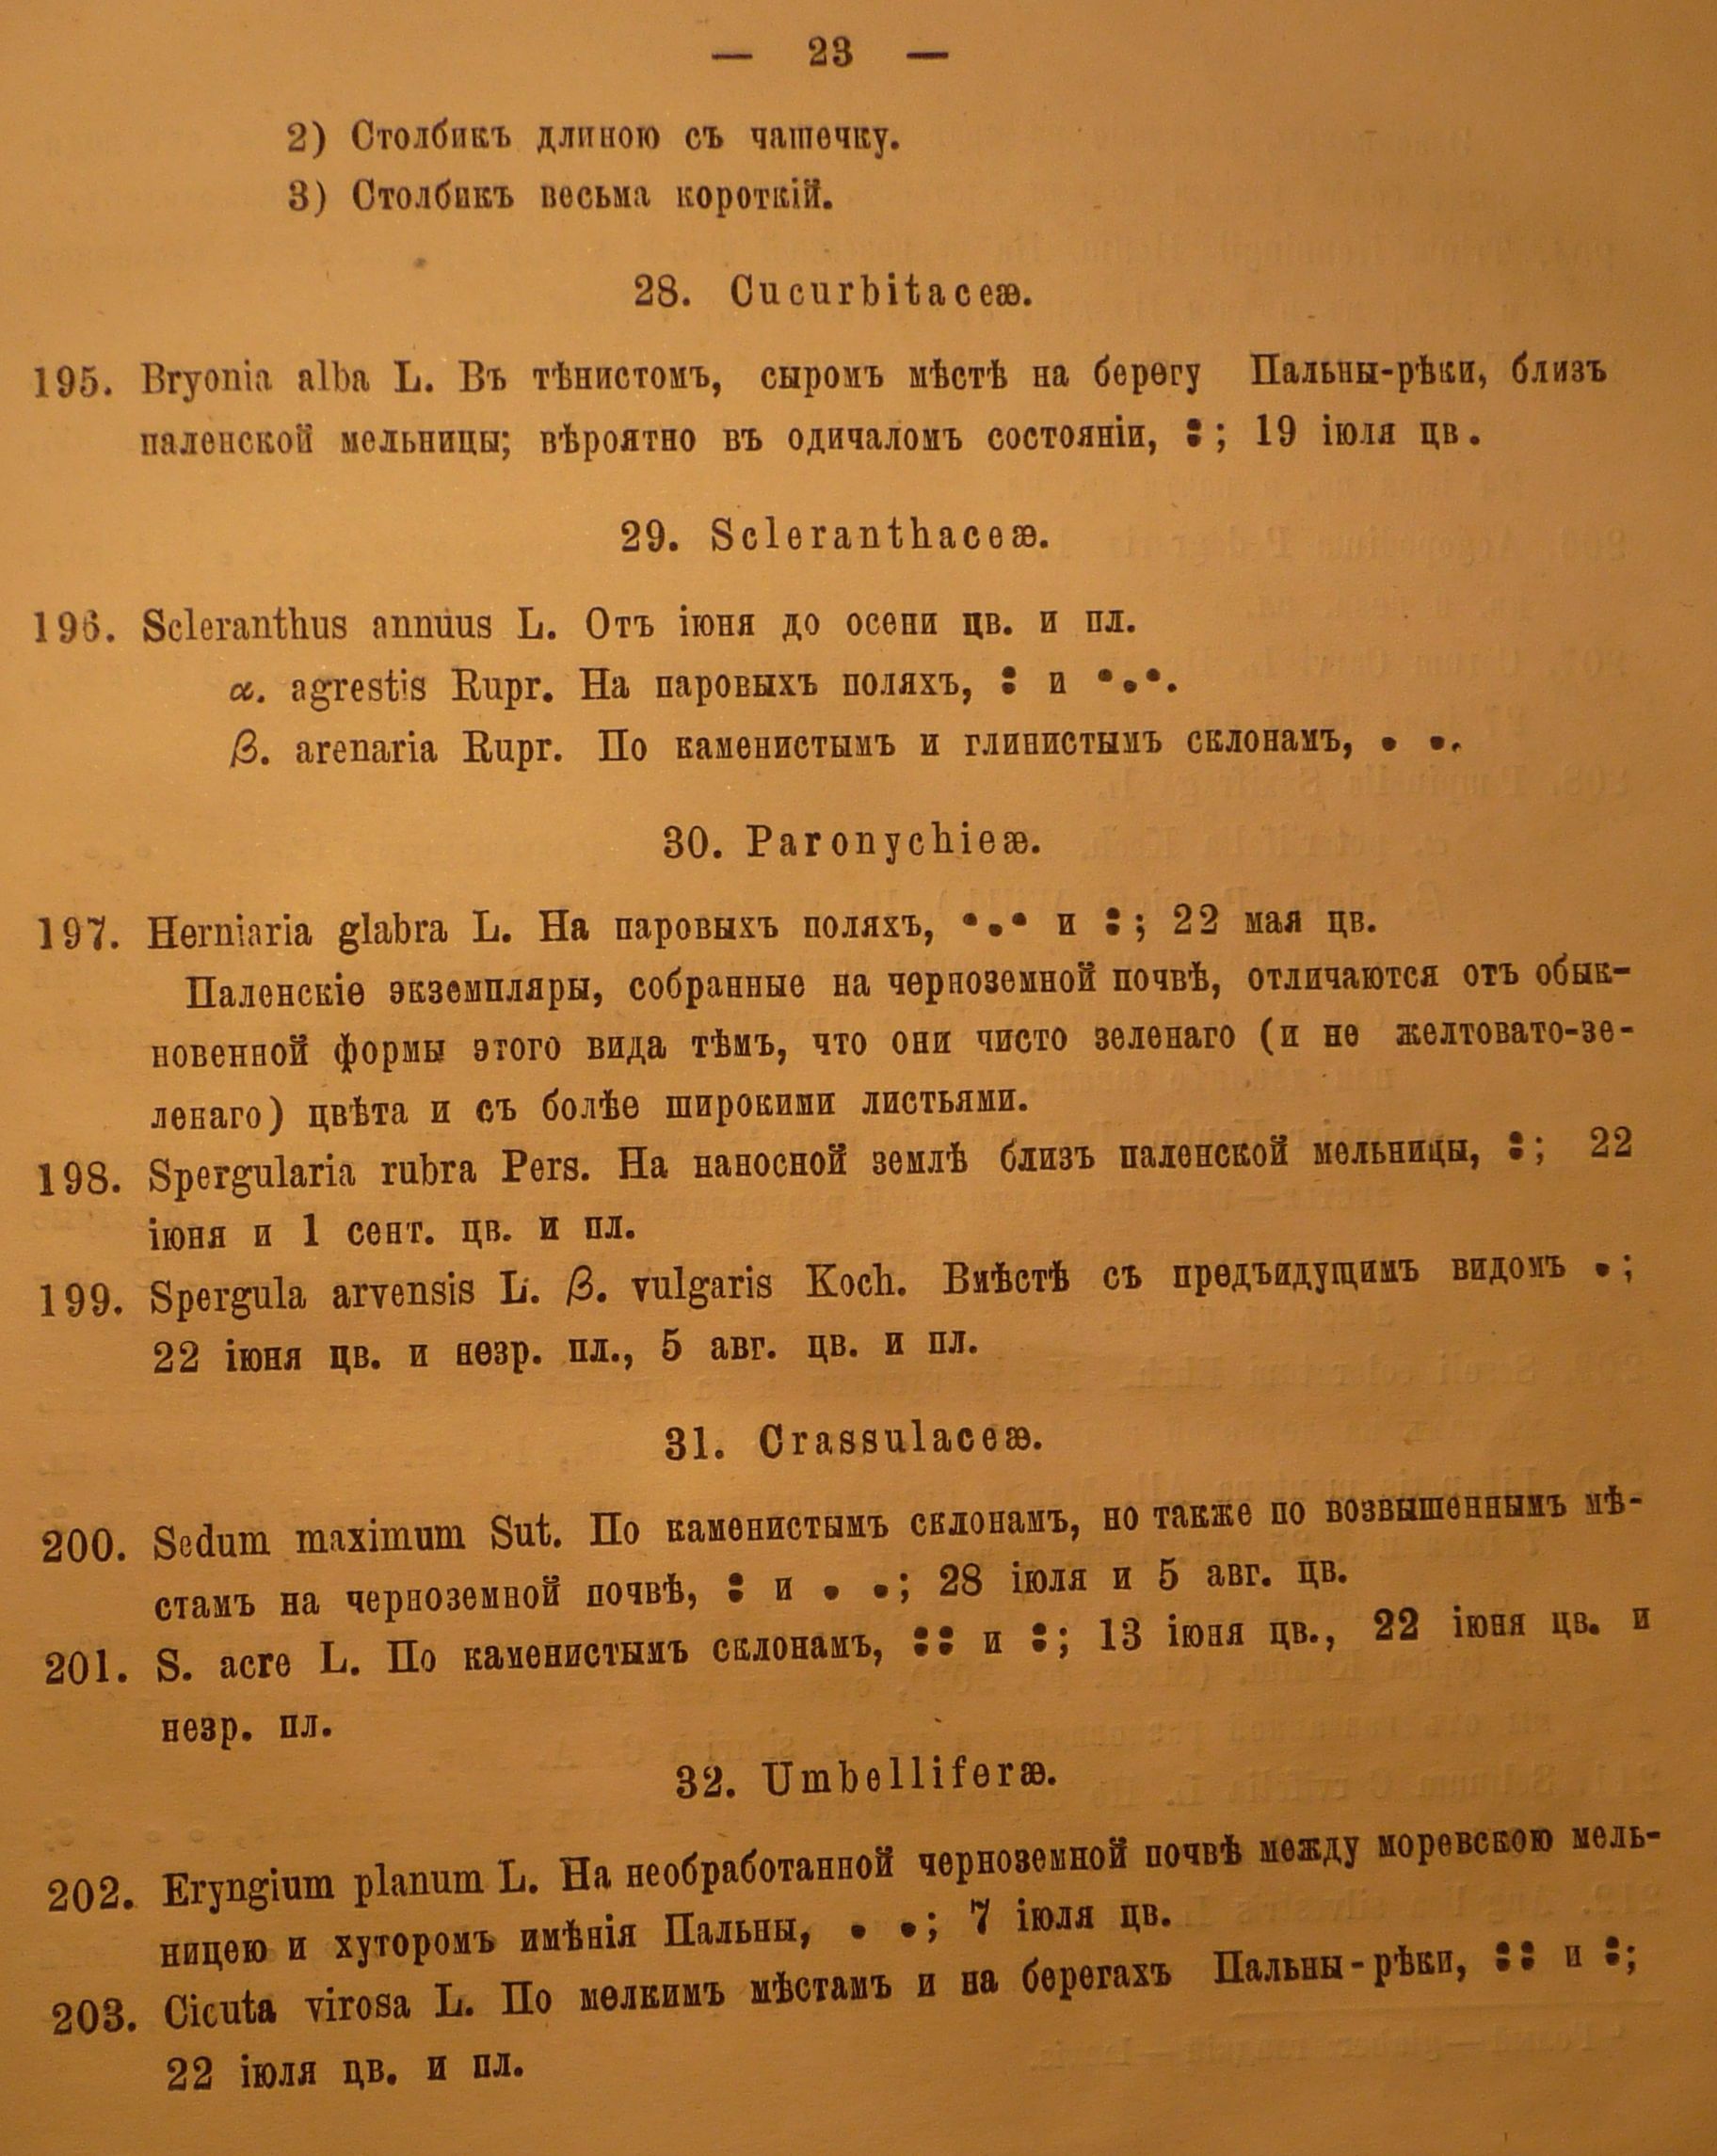 — 23 —
2) Столбикъ длиною съ чашечку.
3) Столбикъ весьма короткій.
28. Cucurbitaceæ.
195. Bryonia alba L. Въ тѣнистомъ, сыромъ мѣстѣ на берегу Пальны-рѣки, близъ
паленской мельницы; вѣроятно въ одичаломъ состояніи, :; 19 іюля цв.
29. Scleranthaceæ.
196. Scleranthus annuus L. Отъ іюня до осени цв. и пл.
α. agrestis Rupr. На паровыхъ поляхъ, : и •.•.
β. arenaria Rupr. По каменистымъ и глинистымъ склонамъ, • •.
30. Paronychieæ.
197. Herniaria glabra L. На паровыхъ поляхъ, •.• и :; 22 мая цв.
Паленскіе экземпляры, собранные на черноземной почвѣ, отличаются отъ обык-
новенной формы этого вида тѣмъ, что они чисто зеленаго (и не желтовато-зе-
ленаго) цвѣта и съ болѣе широкими листьями.
198. Spergularia rubra Pers. На наносной землѣ близъ паленской мельницы, :; 22
іюня и 1 сент. цв. и пл.
199. Spergula arvensis L. β. vulgaris Koch. Вмѣстѣ съ предъидущимъ видомъ •;
22 іюня цв. и незр. пл., 5 авг. цв. и пл.
31. Crassulaceæ.
200. Sedum maximum Sut. По каменистымъ склонамъ, но также по возвышеннымъ мѣ-
стамъ на черноземной почвѣ, : и • •; 28 іюля и 5 авг. цв.
201. S. acre L. По каменистымъ склонамъ, :: и :; 13 іюня цв., 22 іюня цв. и
незр. пл.
32. Umbelliferæ.
202. Eryngium planum L. На необработанной черноземной почвѣ между моревскою мель-
ницею и хуторомъ имѣнія Пальны, • •; 7 іюля цв.
203. Cicuta virosa L. По мелкимъ мѣстамъ и на берегахъ Пальны-рѣки, :: и :;
22 іюля цв. и пл.